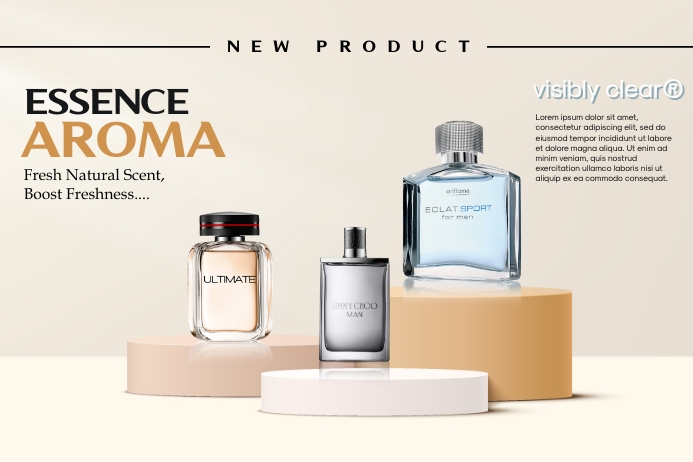 NEW PRODUCT
ESSENCE
AROMA
Fresh Natural Scent,
Boost Freshness....
visibly clear®
Lorem ipsum dolor sit amet,
consectetur adipiscing elit, sed do
eiusmod tempor incididunt ut labore
et dolore magna aliqua. Ut enim ad
minim veniam, quis nostrud
exercitation ullamco laboris nisi ut
aliquip ex ea commodo consequat.
oriflame
ECLAT SPORT
for men
ULTIMATE
JIMMY CHOO
MAN